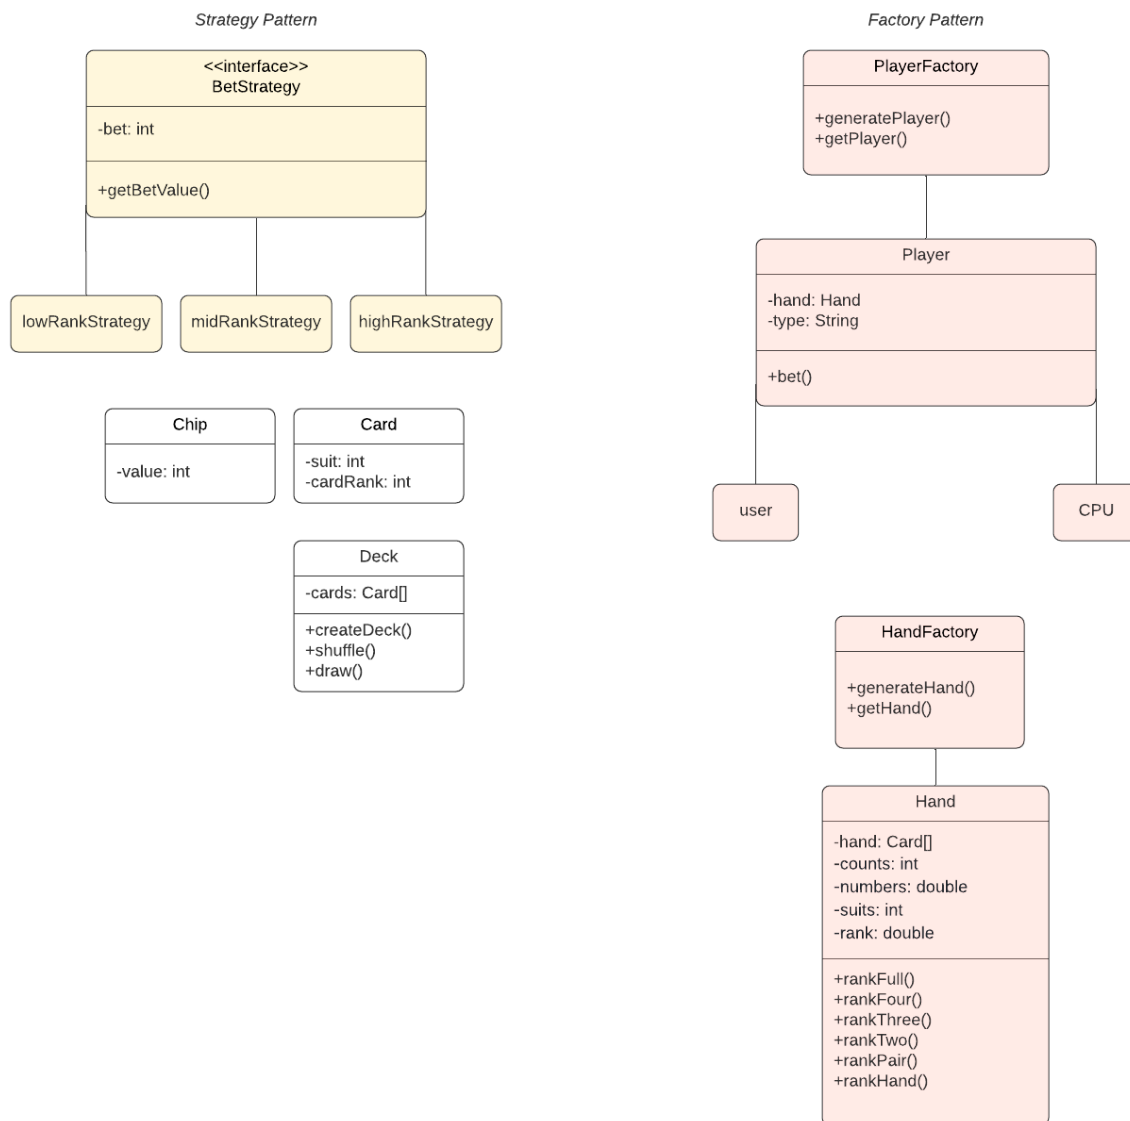 Strategy Pattern
<<interface>>
BetStrategy
-bet: int
+getBetValue()
lowRankStrategy
midRankStrategy
highRankStrategy
Chip
-value: int
Card
-suit: int
-cardRank: int
Deck
-cards: Card[]
+createDeck()
+shuffle()
+draw()
Factory Pattern
PlayerFactory
+generatePlayer()
+getPlayer()
Player
-hand: Hand
-type: String
+bet()
user
CPU
HandFactory
+generateHand()
+getHand()
Hand
-hand: Card[]
-counts: int
-numbers: double
-suits: int
-rank: double
+rankFull()
+rankFour()
+rankThree()
+rankTwo()
+rankPair()
+rankHand()